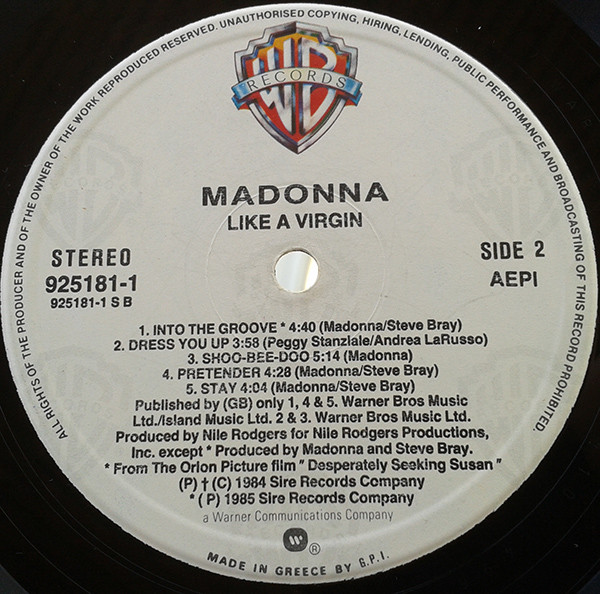 ALL RIGHTS OF THE PRODUCER AND OF THE OWNER OF THE WORK REPRODUCED RESERVED. UNAUTHORISED COPYING, HIRING, LENDING, PUBLIC PERFORMANCE AND BROADCASTING OF THIS RECORD PROHIBITED.
WB
RECORDS
MADONNA
LIKE A VIRGIN
STEREO
925181-1
925181-1 S B
SIDE 2
AEPI
1. INTO THE GROOVE * 4:40 (Madonna/Steve Bray)
2. DRESS YOU UP 3:58 (Peggy Stanziale/Andrea LaRusso)
3. SHOO-BEE-DOO 5:14 (Madonna)
4. PRETENDER 4:28 (Madonna/Steve Bray)
5. STAY 4:04 (Madonna/Steve Bray)
Published by (GB) only 1, 4 & 5. Warner Bros Music
Ltd./Island Music Ltd. 2 & 3. Warner Bros Music Ltd.
Produced by Nile Rodgers for Nile Rodgers Productions,
Inc. except * Produced by Madonna and Steve Bray.
* From The Orion Picture film " Desperately Seeking Susan "
(P) † (C) 1984 Sire Records Company
* ( P) 1985 Sire Records Company
a Warner Communications Company
W ®
MADE IN GREECE BY G.P.I.